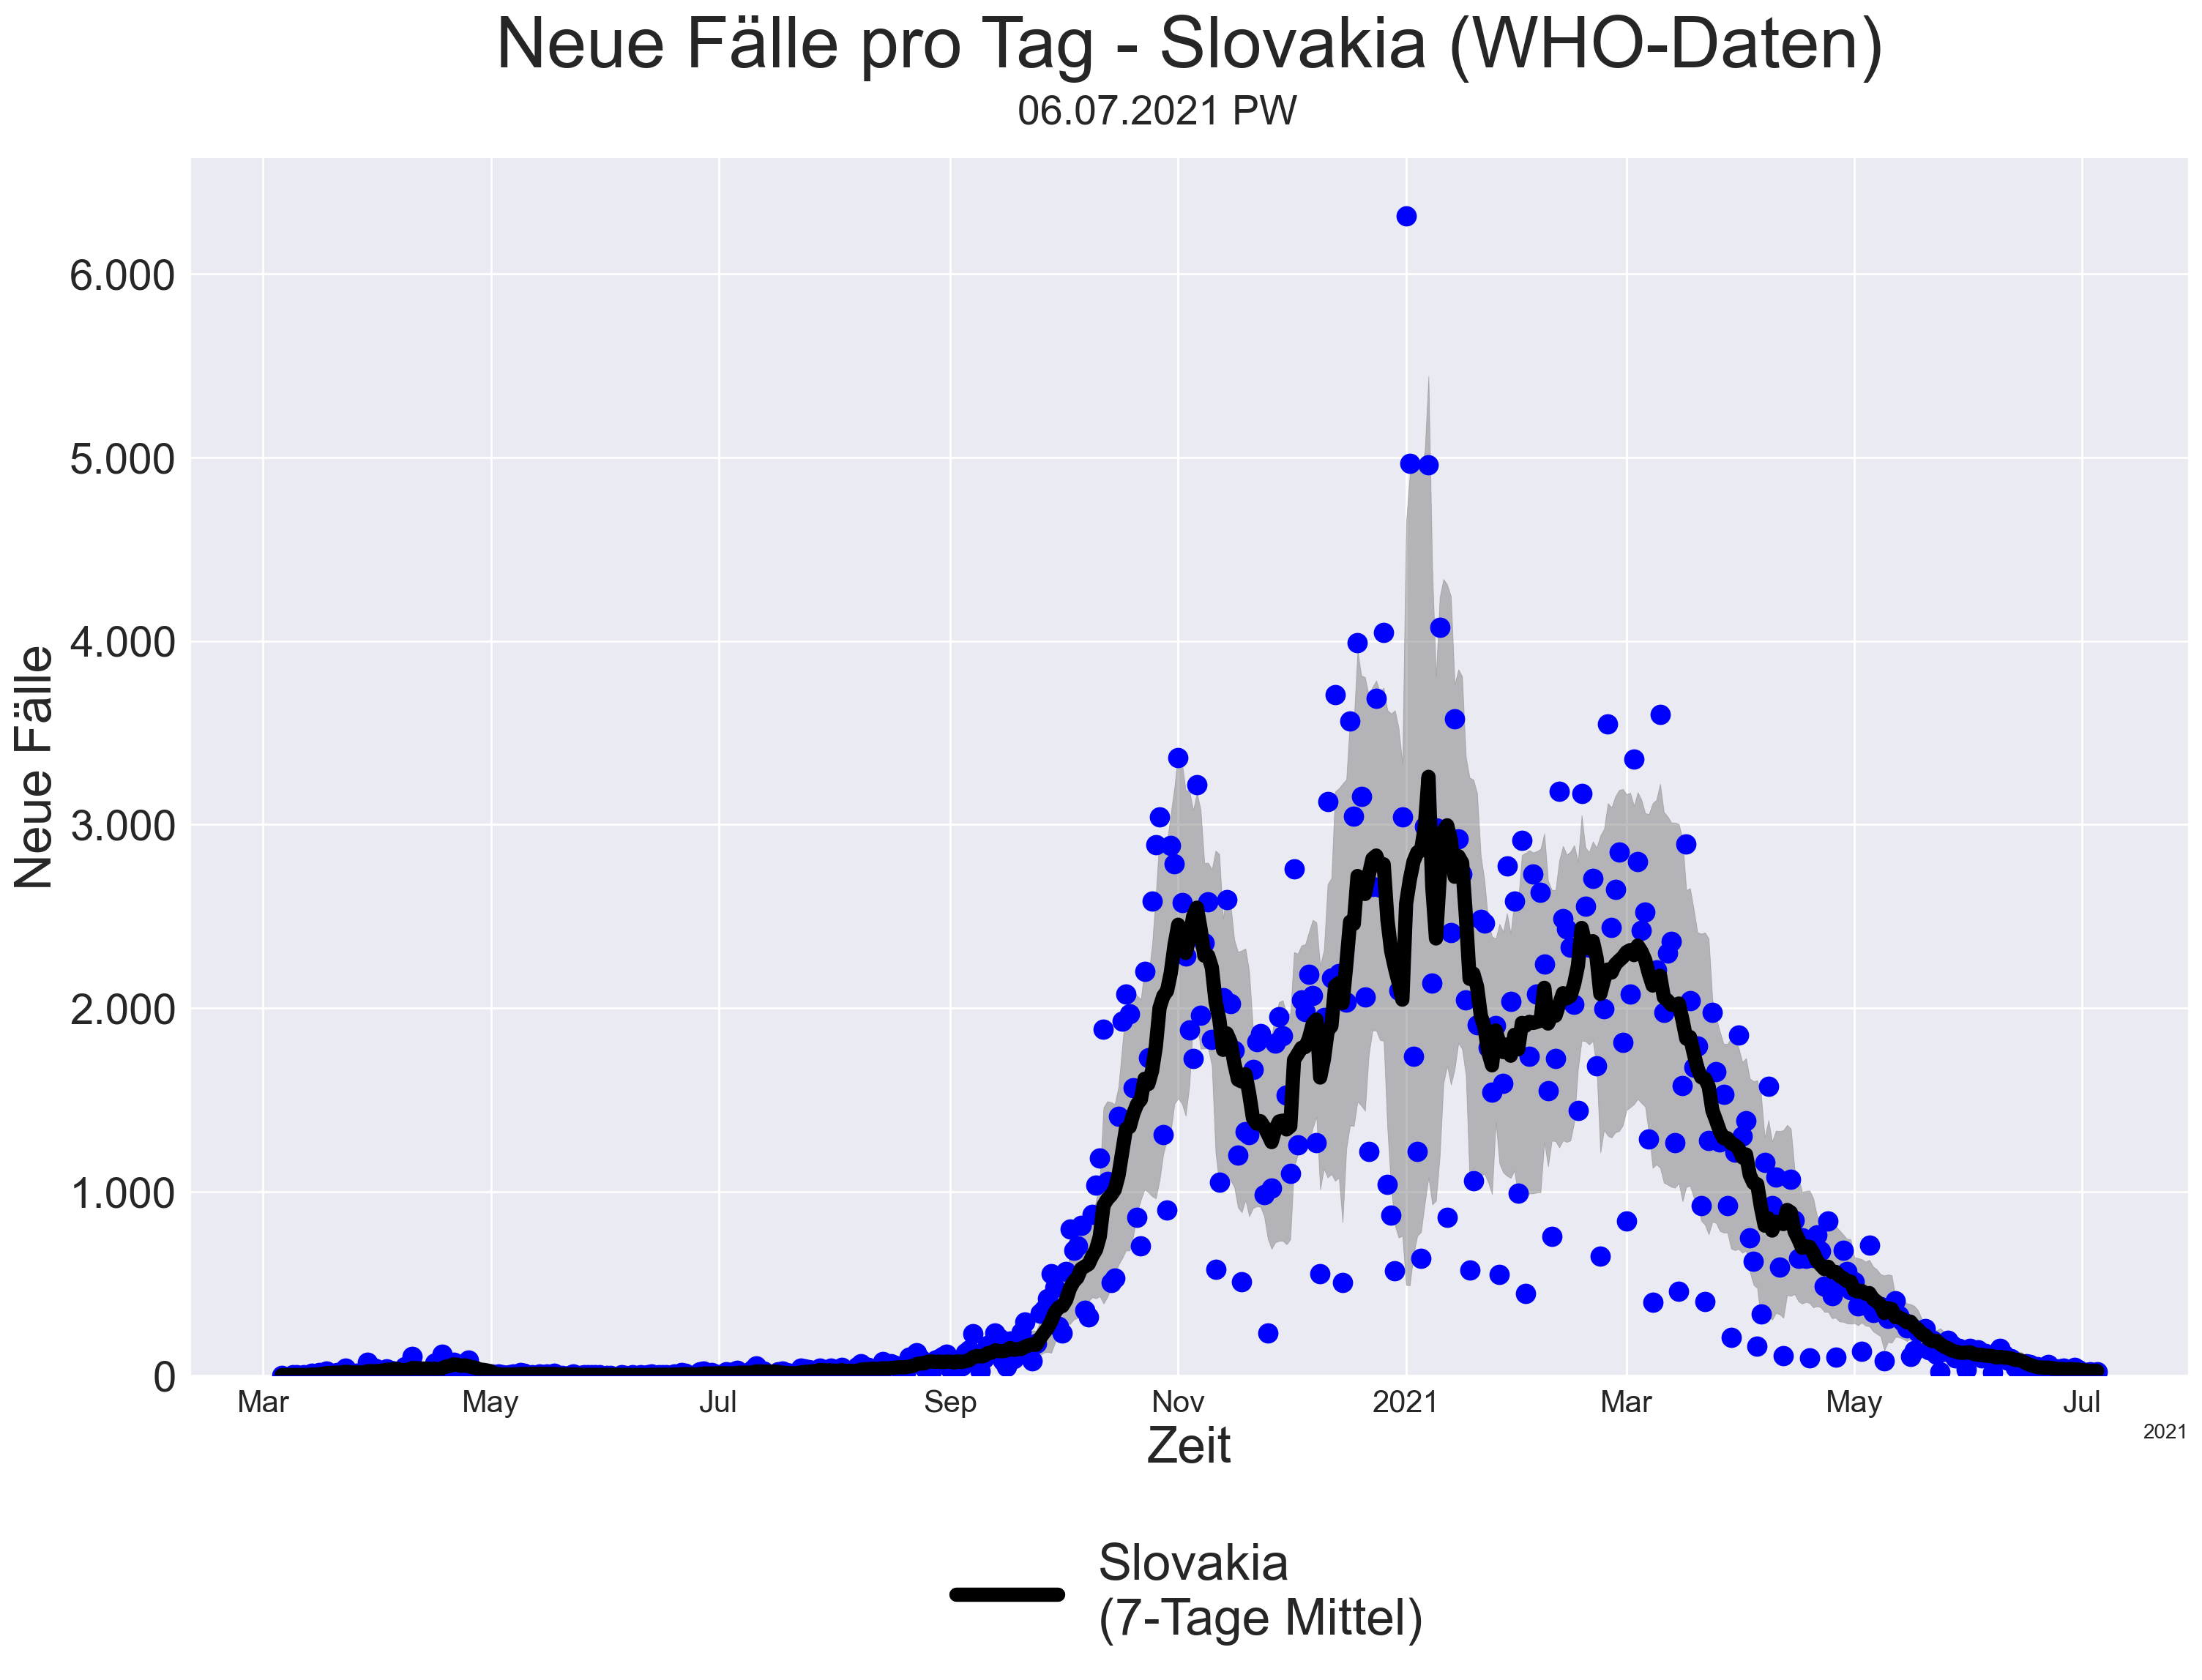 Neue Fälle pro Tag - Slovakia (WHO-Daten)
06.07.2021 PW
Neue Fälle
6.000
5.000
4.000
3.000
2.000
1.000
0
Mar May Jul Sep Nov 2021 Mar May Jul
2021
Zeit
Slovakia
(7-Tage Mittel)